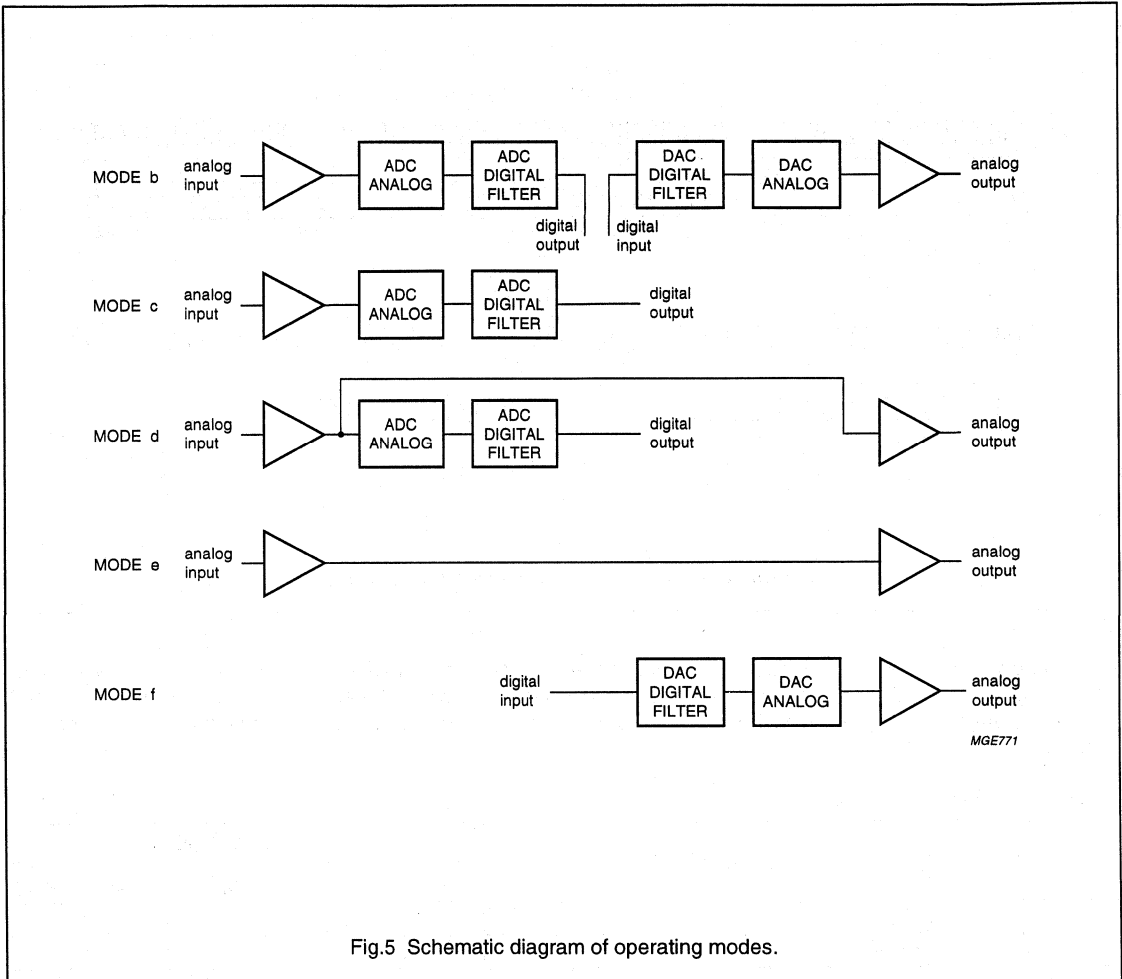 MODE b
analog
input
ADC
ANALOG
ADC
DIGITAL
FILTER
digital
output
digital
input
DAC
DIGITAL
FILTER
DAC
ANALOG
analog
output
MODE c
analog
input
ADC
ANALOG
ADC
DIGITAL
FILTER
digital
output
MODE d
analog
input
ADC
ANALOG
ADC
DIGITAL
FILTER
digital
output
analog
output
MODE e
analog
input
analog
output
MODE f
digital
input
DAC
DIGITAL
FILTER
DAC
ANALOG
analog
output
MGE771
Fig.5 Schematic diagram of operating modes.